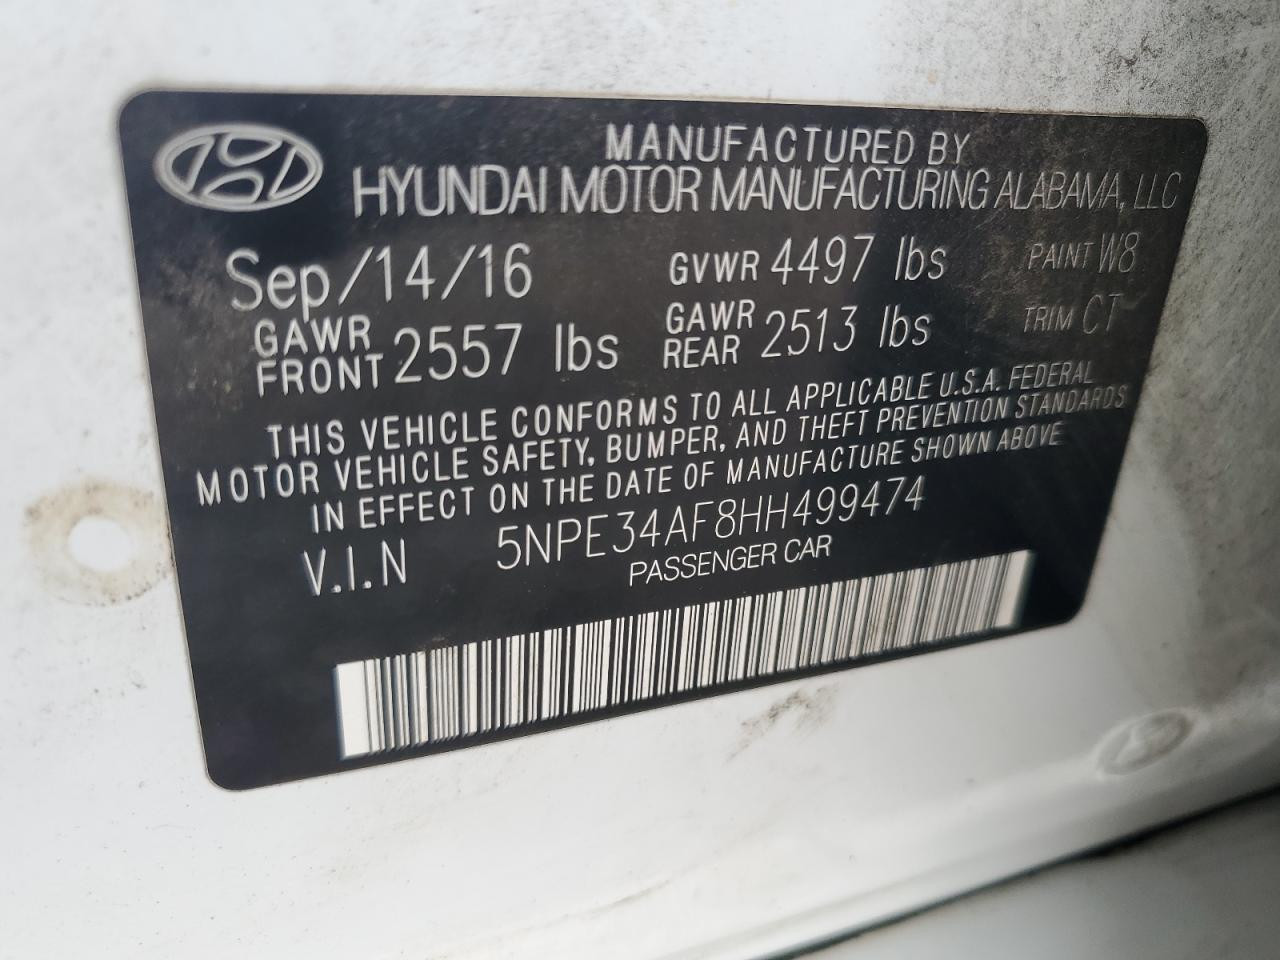 MANUFACTURED BY
HYUNDAI MOTOR MANUFACTURING ALABAMA, LLC
Sep/14/16 GVWR 4497 lbs PAINT W8
GAWR FRONT 2557 lbs GAWR REAR 2513 lbs TRIM CT
THIS VEHICLE CONFORMS TO ALL APPLICABLE U.S.A. FEDERAL
MOTOR VEHICLE SAFETY, BUMPER, AND THEFT PREVENTION STANDARDS
IN EFFECT ON THE DATE OF MANUFACTURE SHOWN ABOVE
V.I.N 5NPE34AF8HH499474
PASSENGER CAR